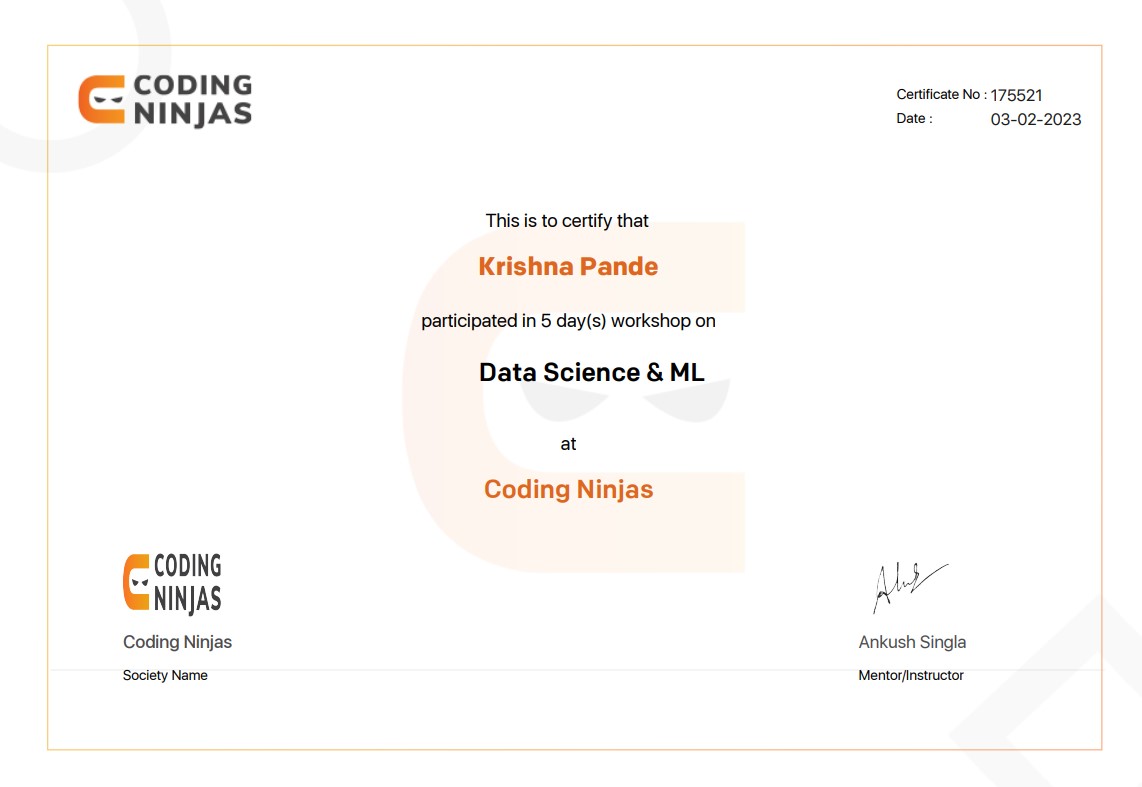 CODING
NINJAS
Certificate No : 175521
Date : 03-02-2023
This is to certify that
Krishna Pande
participated in 5 day(s) workshop on
Data Science & ML
at
Coding Ninjas
CODING
NINJAS
Coding Ninjas
Society Name
Ankush Singla
Mentor/Instructor